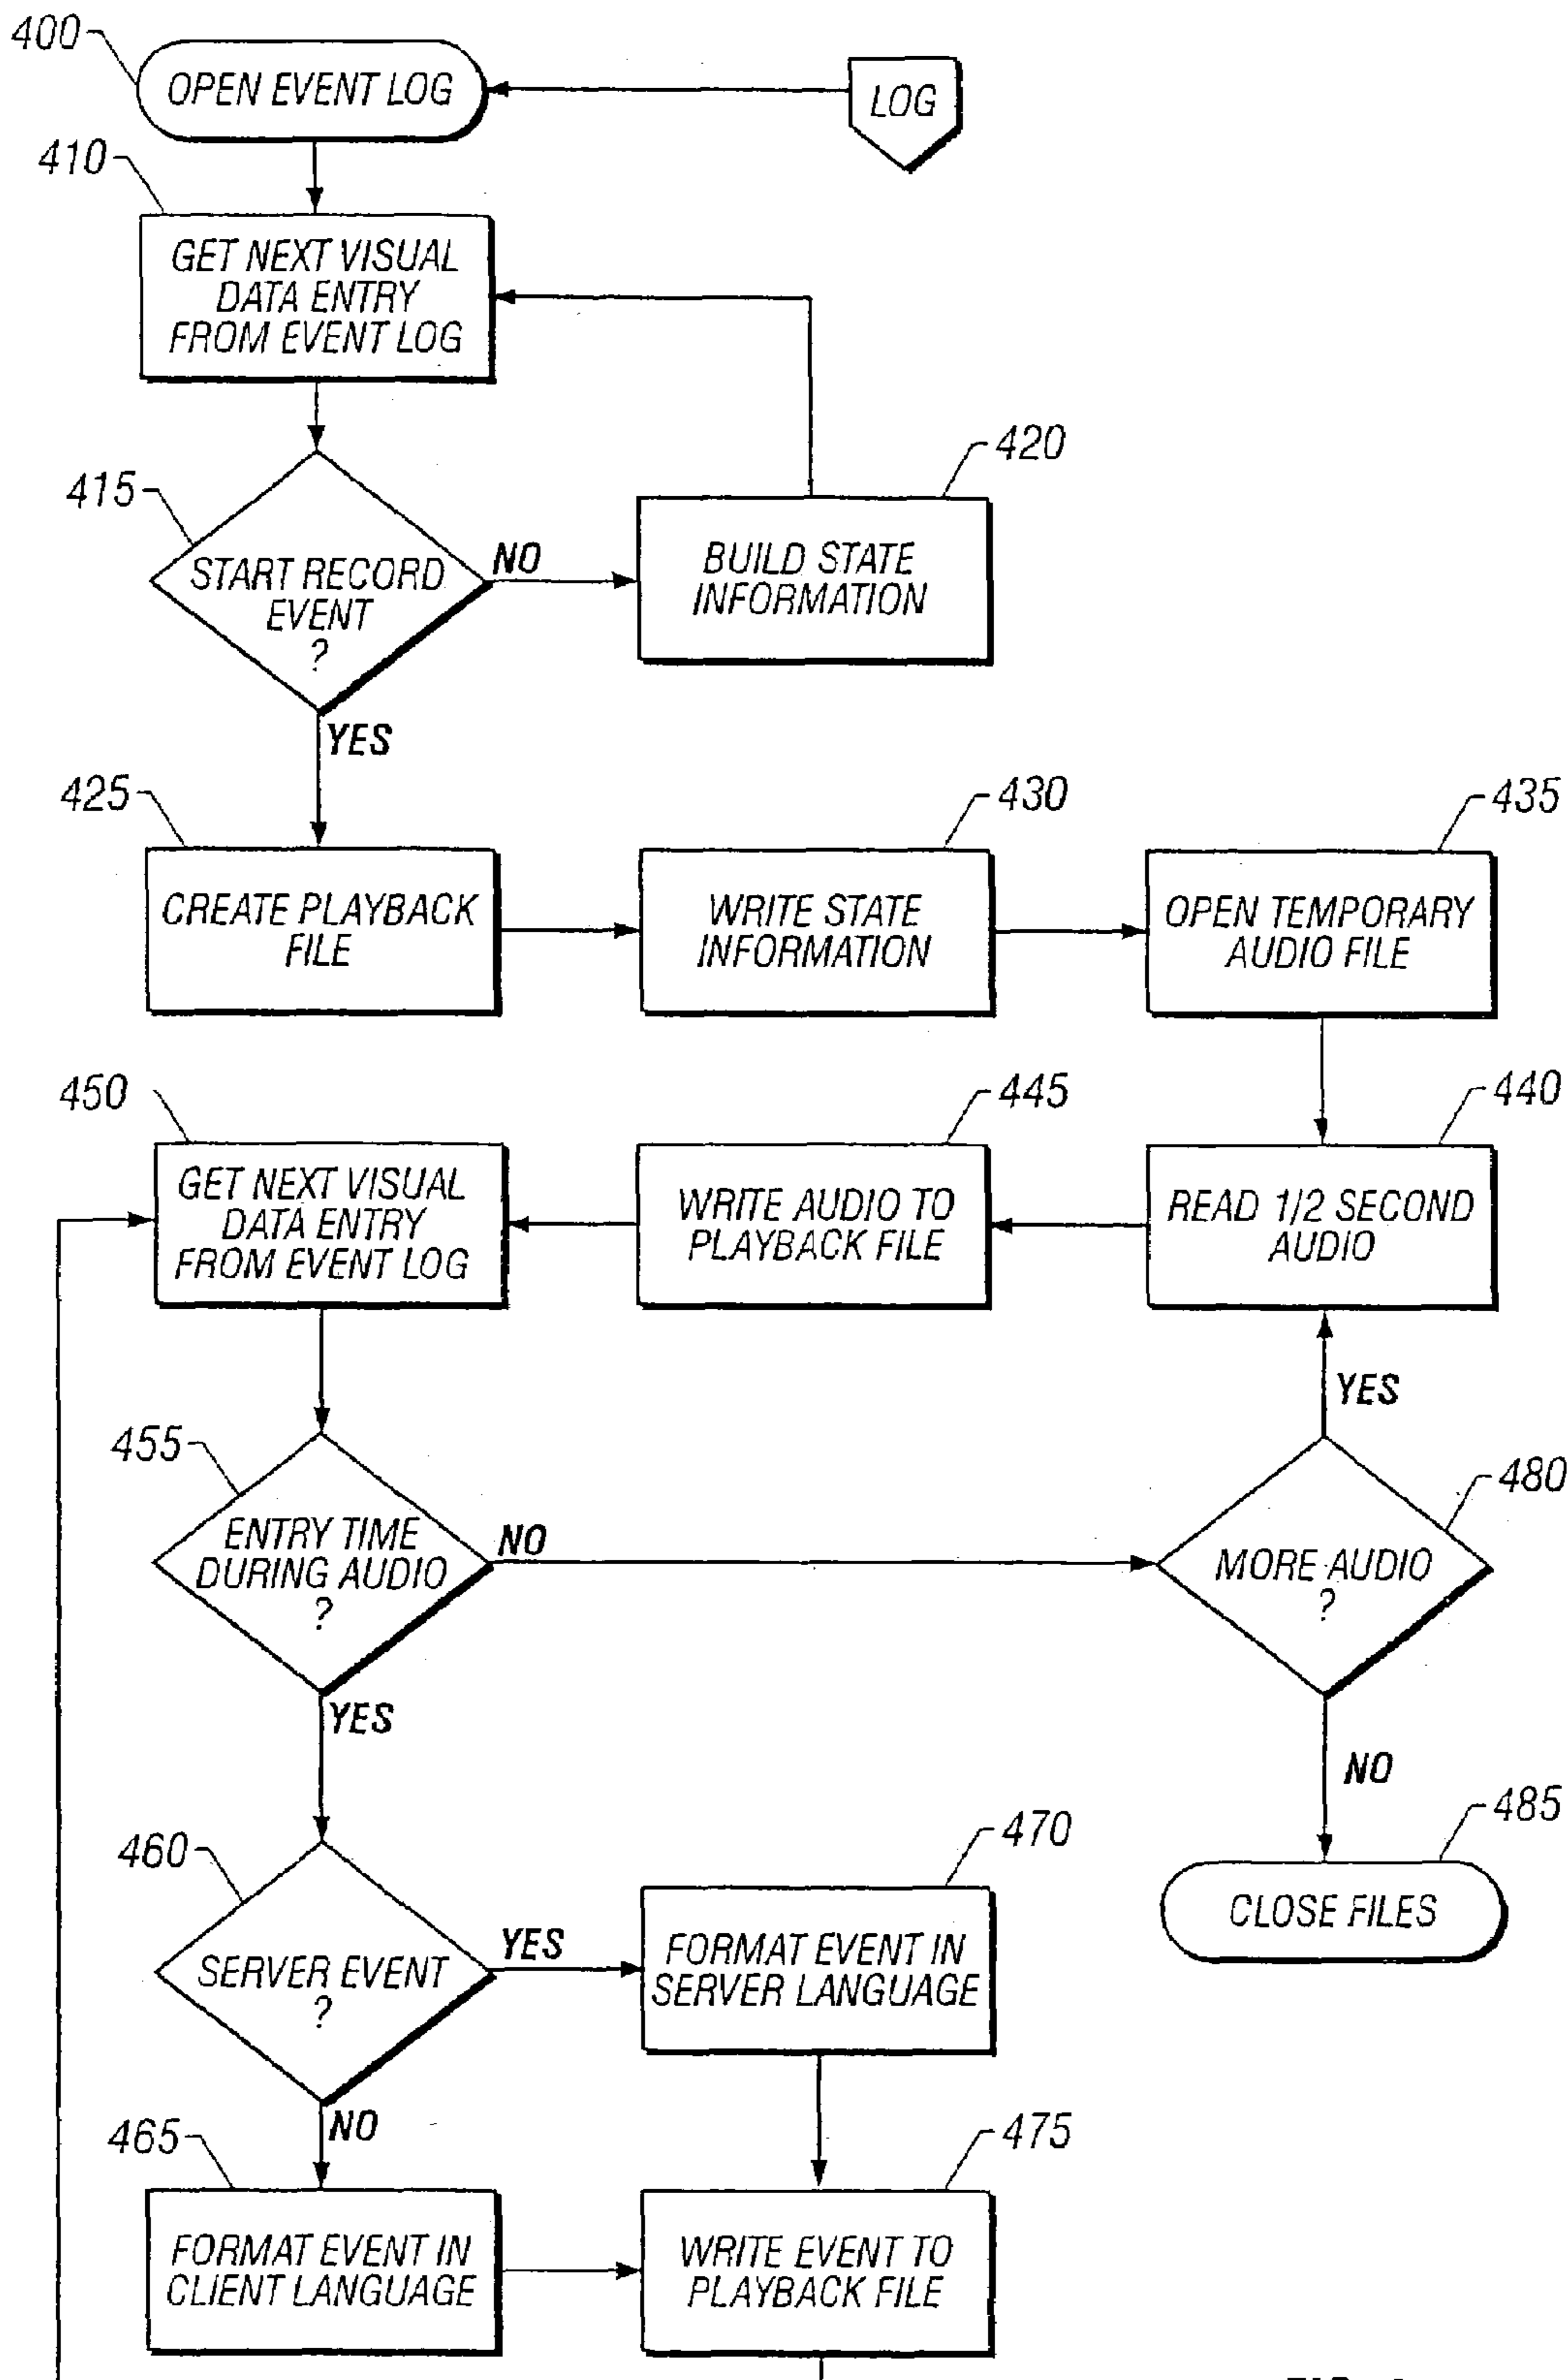 400
OPEN EVENT LOG
LOG
410
GET NEXT VISUAL
DATA ENTRY
FROM EVENT LOG
415
START RECORD
EVENT
?
NO
420
BUILD STATE
INFORMATION
YES
425
CREATE PLAYBACK
FILE
430
WRITE STATE
INFORMATION
435
OPEN TEMPORARY
AUDIO FILE
450
GET NEXT VISUAL
DATA ENTRY
FROM EVENT LOG
445
WRITE AUDIO TO
PLAYBACK FILE
440
READ 1/2 SECOND
AUDIO
YES
455
ENTRY TIME
DURING AUDIO
?
NO
480
MORE AUDIO
?
YES
NO
460
SERVER EVENT
?
YES
470
FORMAT EVENT IN
SERVER LANGUAGE
485
CLOSE FILES
NO
465
FORMAT EVENT IN
CLIENT LANGUAGE
475
WRITE EVENT TO
PLAYBACK FILE